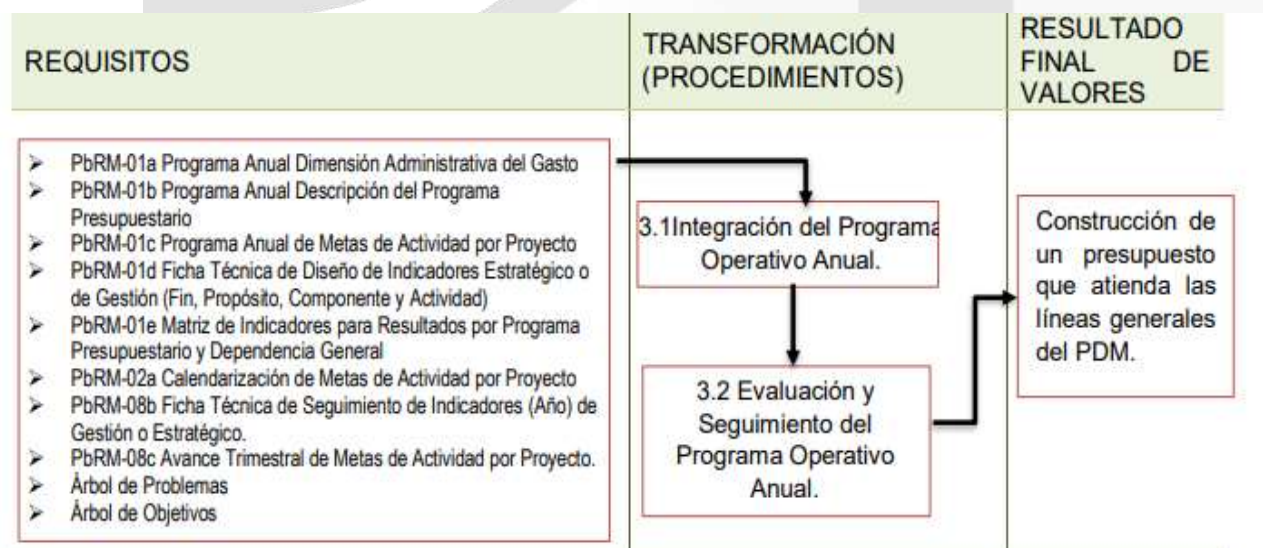 REQUISITOS
TRANSFORMACIÓN
(PROCEDIMIENTOS)
RESULTADO
FINAL DE
VALORES
➢ PbRM-01a Programa Anual Dimensión Administrativa del Gasto
➢ PbRM-01b Programa Anual Descripción del Programa
Presupuestario
➢ PbRM-01c Programa Anual de Metas de Actividad por Proyecto
➢ PbRM-01d Ficha Técnica de Diseño de Indicadores Estratégico o
de Gestión (Fin, Propósito, Componente y Actividad)
➢ PbRM-01e Matriz de Indicadores para Resultados por Programa
Presupuestario y Dependencia General
➢ PbRM-02a Calendarización de Metas de Actividad por Proyecto
➢ PbRM-08b Ficha Técnica de Seguimiento de Indicadores (Año) de
Gestión o Estratégico.
➢ PbRM-08c Avance Trimestral de Metas de Actividad por Proyecto.
➢ Árbol de Problemas
➢ Árbol de Objetivos
3.1Integración del Programa
Operativo Anual.
3.2 Evaluación y
Seguimiento del
Programa Operativo
Anual.
Construcción de
un presupuesto
que atienda las
líneas generales
del PDM.